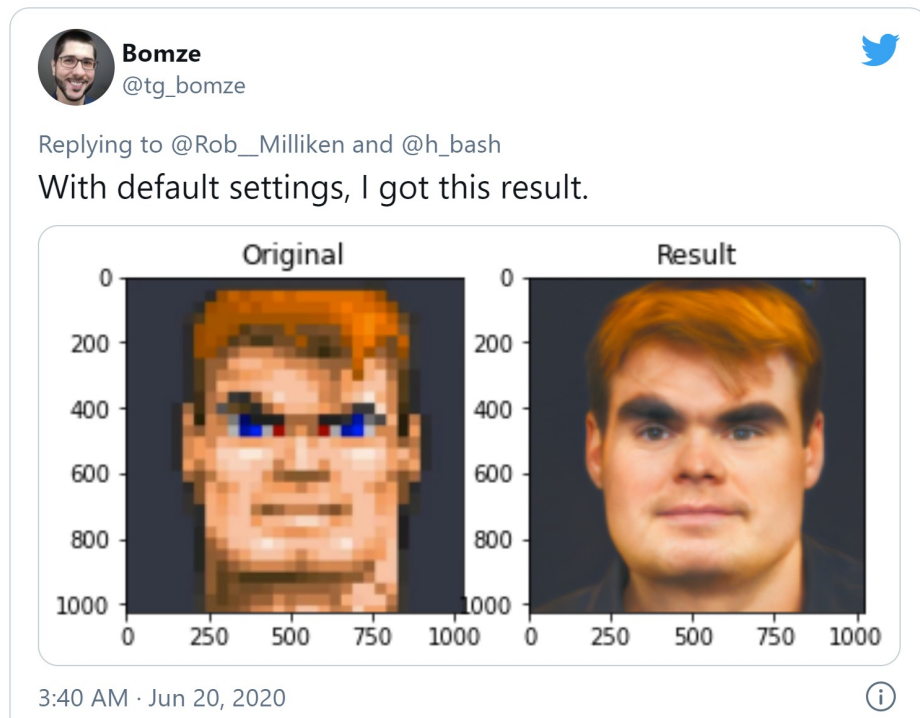 Bomze
@tg_bomze
Replying to @Rob__Milliken and @h_bash
With default settings, I got this result.
Original Result
0 0
200 200
400 400
600 600
800 800
1000 1000
0 250 500 750 1000 0 250 500 750 1000
3:40 AM · Jun 20, 2020